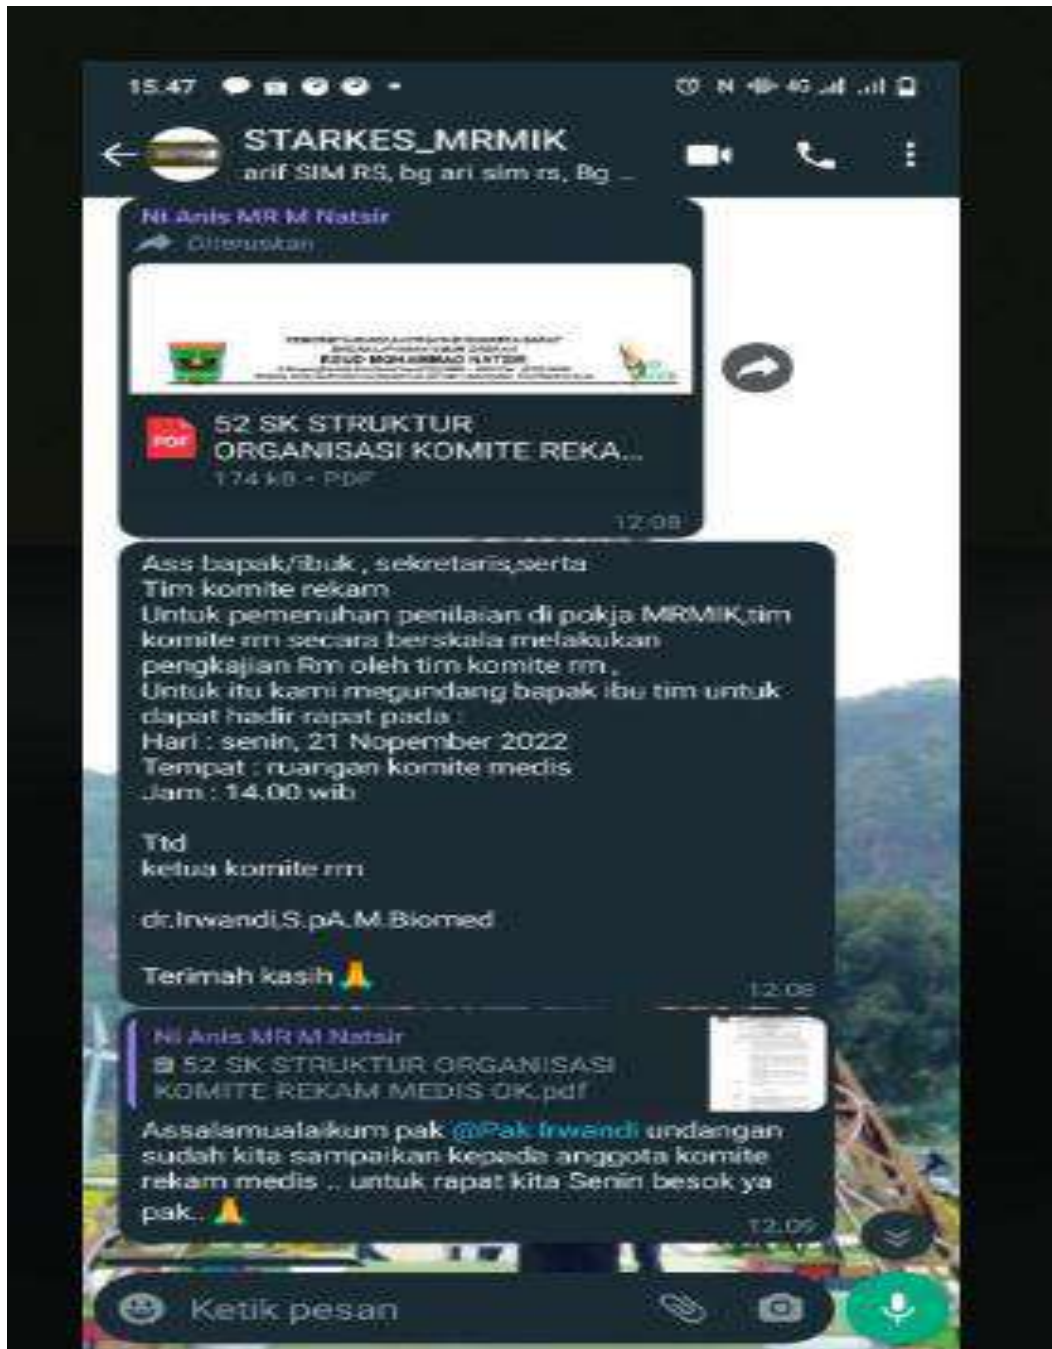 15.47
4G
STARKES_MRMIK
arif SIM RS, bg ari sim rs, Bg ...
Ni Anis MR M Natsir
Diteruskan
RSUD MOHAMMAD NATSIR
52 SK STRUKTUR
ORGANISASI KOMITE REKA...
PDF
174 kB • PDF
12.08
Ass bapak/ibuk , sekretaris,serta
Tim komite rekam
Untuk pemenuhan penilaian di pokja MRMIK,tim
komite rm secara berskala melakukan
pengkajian Rm oleh tim komite rm ,
Untuk itu kami megundang bapak ibu tim untuk
dapat hadir rapat pada :
Hari : senin, 21 Nopember 2022
Tempat : ruangan komite medis
Jam : 14.00 wib
Ttd
ketua komite rm
dr.Irwandi,S.pA.M.Biomed
Terimah kasih 🙏
12.08
Ni Anis MR M Natsir
52 SK STRUKTUR ORGANISASI
KOMITE REKAM MEDIS OK.pdf
Assalamualaikum pak @Pak Irwandi undangan
sudah kita sampaikan kepada anggota komite
rekam medis .. untuk rapat kita Senin besok ya
pak.. 🙏
12.09
Ketik pesan